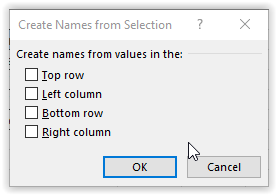 Create Names from Selection ? ×
Create names from values in the:
Top row
Left column
Bottom row
Right column
OK Cancel